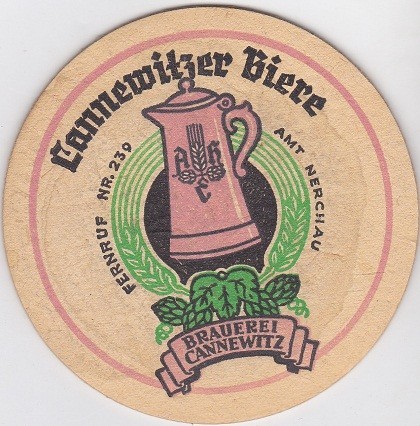 Cannewitzer Biere
FERNRUF NR. 239
AMT NERCHAU
A K
C
BRAUEREI
CANNEWITZ